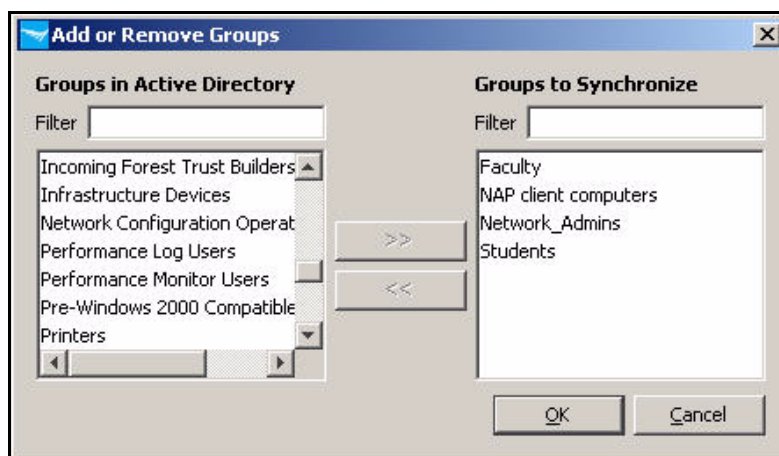 Add or Remove Groups
Groups in Active Directory
Filter
Incoming Forest Trust Builders
Infrastructure Devices
Network Configuration Operat
Performance Log Users
Performance Monitor Users
Pre-Windows 2000 Compatible
Printers
>>
<<
Groups to Synchronize
Filter
Faculty
NAP client computers
Network_Admins
Students
OK
Cancel